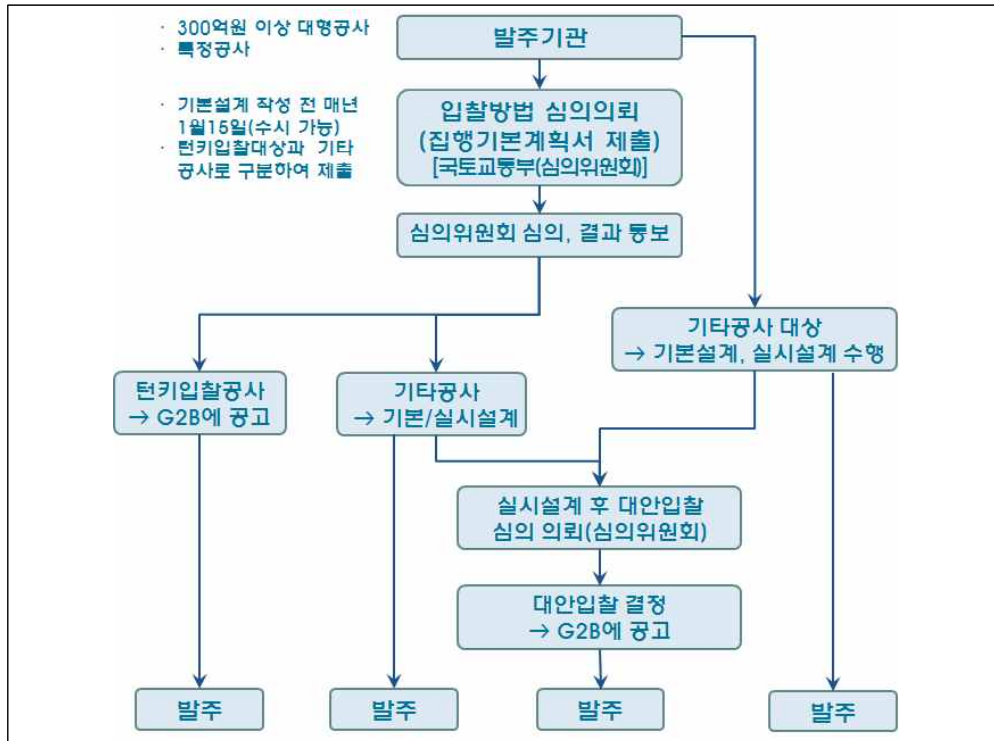 · 300억원 이상 대형공사
· 특정공사
발주기관
· 기본설계 작성 전 매년
1월15일(수시 가능)
· 턴키입찰대상과 기타
공사로 구분하여 제출
입찰방법 심의의뢰
(집행기본계획서 제출)
[국토교통부(심의위원회)]
심의위원회 심의, 결과 통보
기타공사 대상
→ 기본설계, 실시설계 수행
턴키입찰공사
→ G2B에 공고
기타공사
→ 기본/실시설계
실시설계 후 대안입찰
심의 의뢰(심의위원회)
대안입찰 결정
→ G2B에 공고
발주
발주
발주
발주